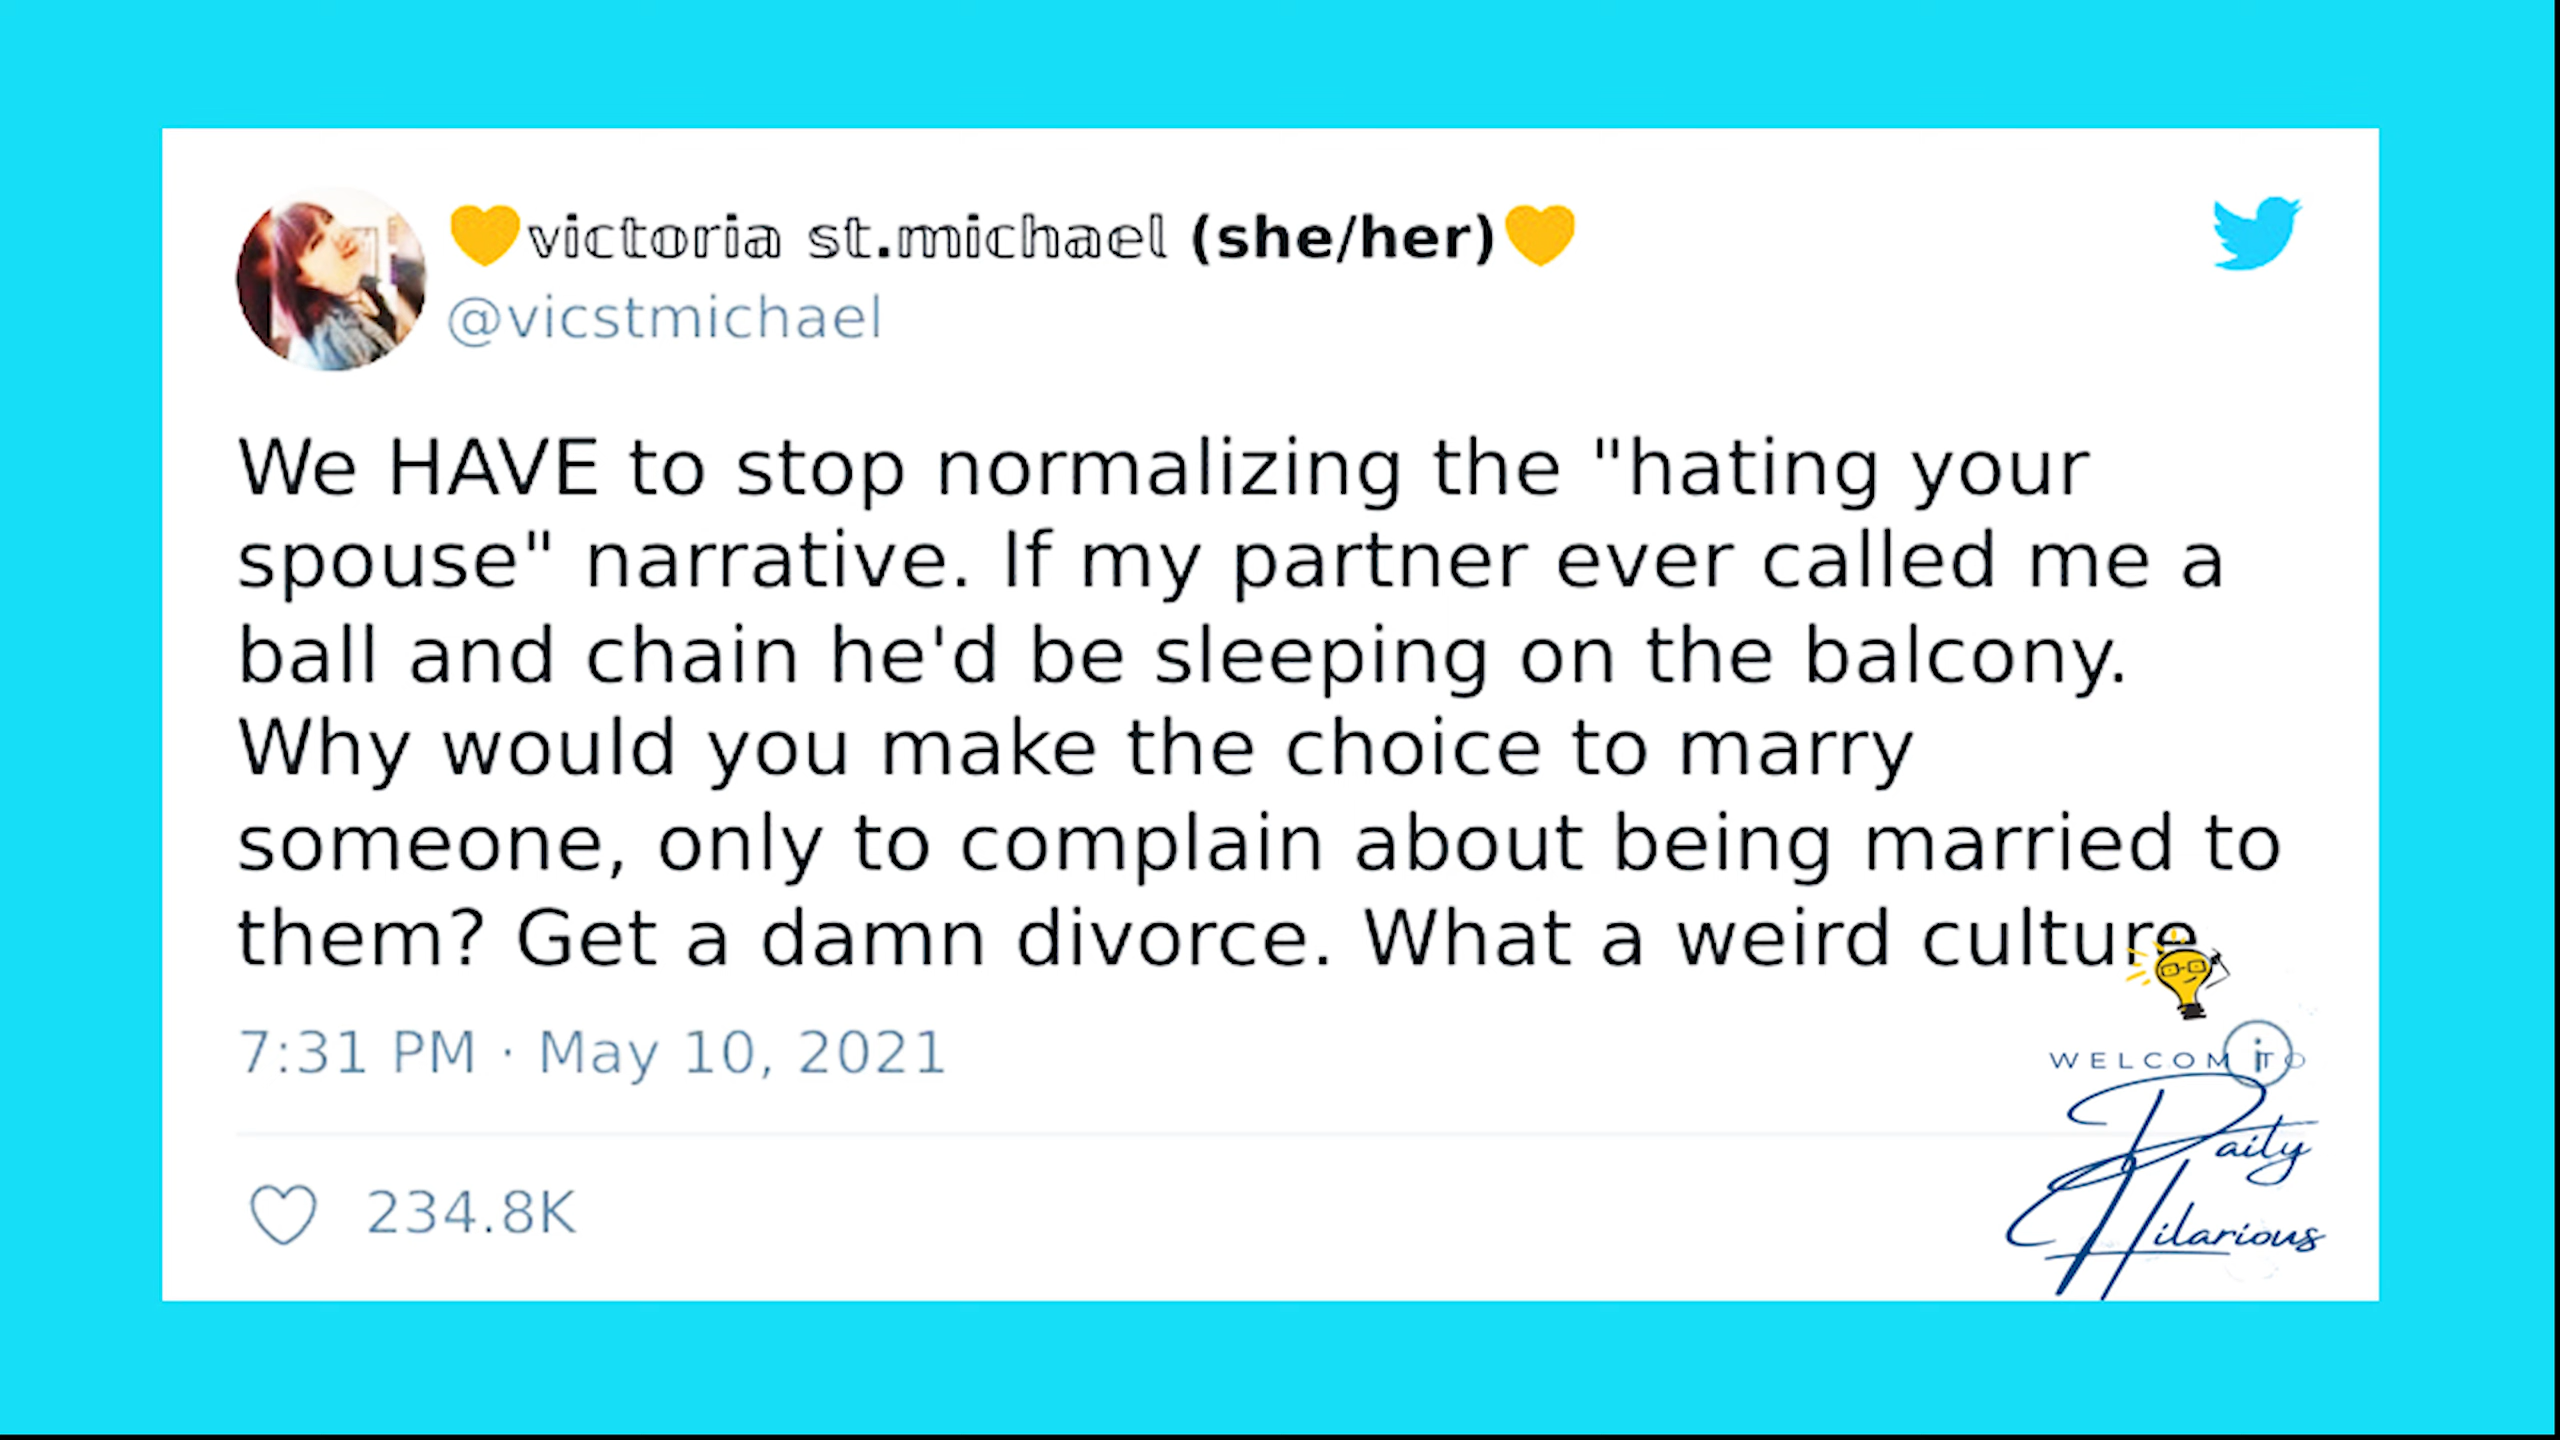 💛victoria st.michael (she/her)💛
@vicstmichael
We HAVE to stop normalizing the "hating your
spouse" narrative. If my partner ever called me a
ball and chain he'd be sleeping on the balcony.
Why would you make the choice to marry
someone, only to complain about being married to
them? Get a damn divorce. What a weird culture
7:31 PM · May 10, 2021
WELCOM TO
Daily
Hilarious
234.8K